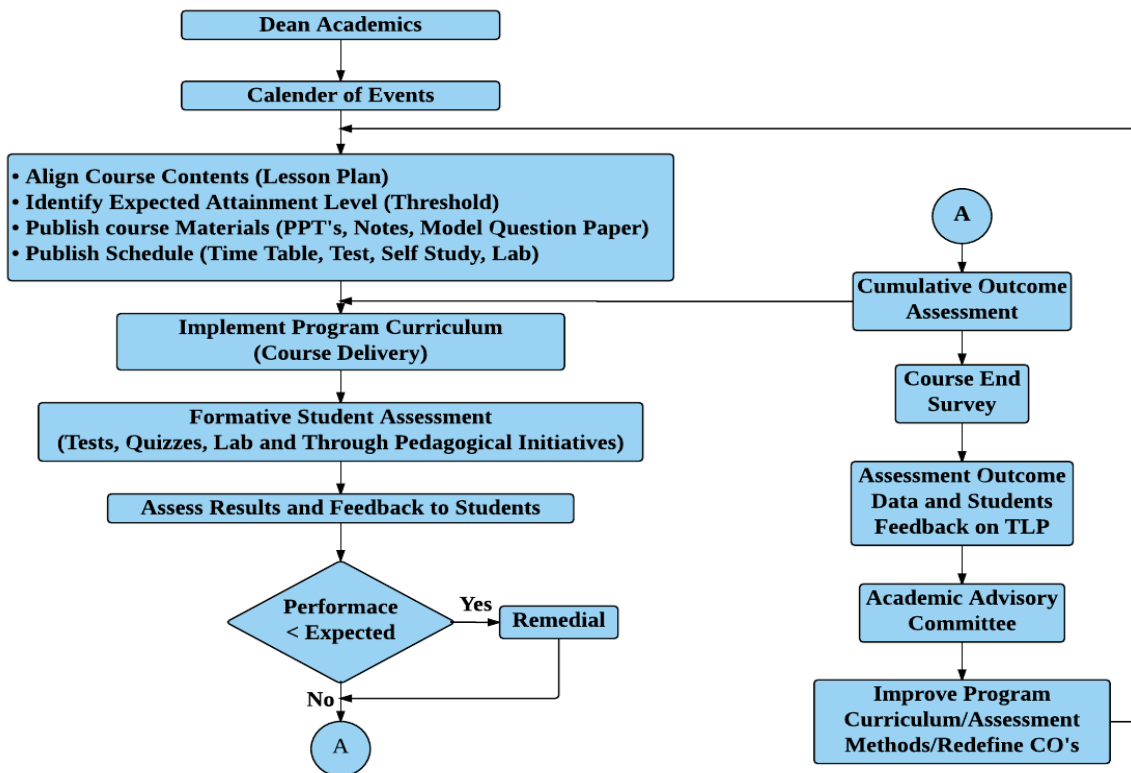 Dean Academics
Calender of Events
• Align Course Contents (Lesson Plan)
• Identify Expected Attainment Level (Threshold)
• Publish course Materials (PPT's, Notes, Model Question Paper)
• Publish Schedule (Time Table, Test, Self Study, Lab)
Implement Program Curriculum
(Course Delivery)
Formative Student Assessment
(Tests, Quizzes, Lab and Through Pedagogical Initiatives)
Assess Results and Feedback to Students
Performace
< Expected
Yes
Remedial
No
A
A
Cumulative Outcome
Assessment
Course End
Survey
Assessment Outcome
Data and Students
Feedback on TLP
Academic Advisory
Committee
Improve Program
Curriculum/Assessment
Methods/Redefine CO's